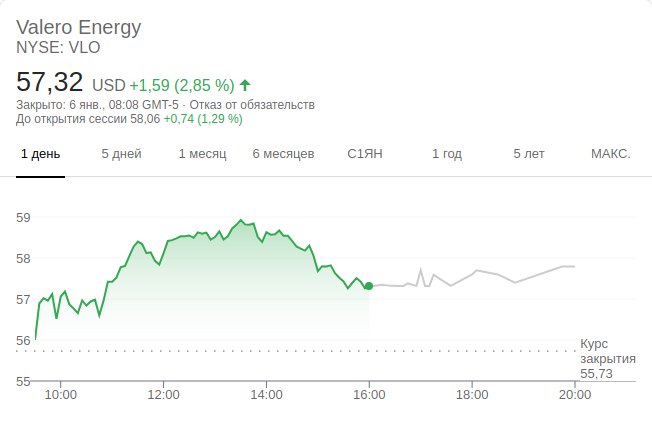 Valero Energy
NYSE: VLO
57,32 USD +1,59 (2,85 %)
Закрыто: 6 янв., 08:08 GMT-5 · Отказ от обязательств
До открытия сессии 58,06 +0,74 (1,29 %)
1 день 5 дней 1 месяц 6 месяцев С1ЯН 1 год 5 лет МАКС.
59
58
57
56
55
Курс
закрытия
55,73
10:00 12:00 14:00 16:00 18:00 20:00